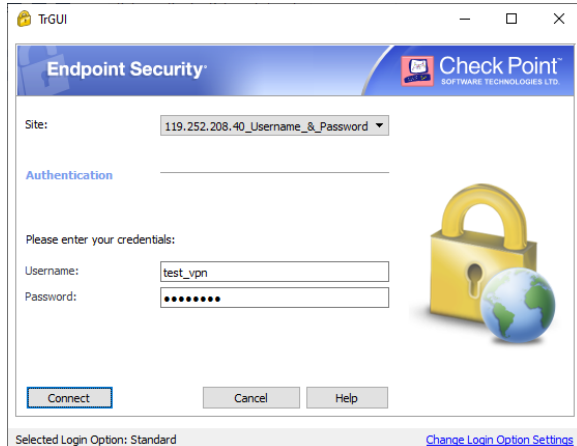 TrGUI
Endpoint Security
Check Point™
SOFTWARE TECHNOLOGIES LTD.
Site: 119.252.208.40_Username_&_Password
Authentication
Please enter your credentials:
Username: test_vpn
Password: ●●●●●●●●
Connect Cancel Help
Selected Login Option: Standard Change Login Option Settings